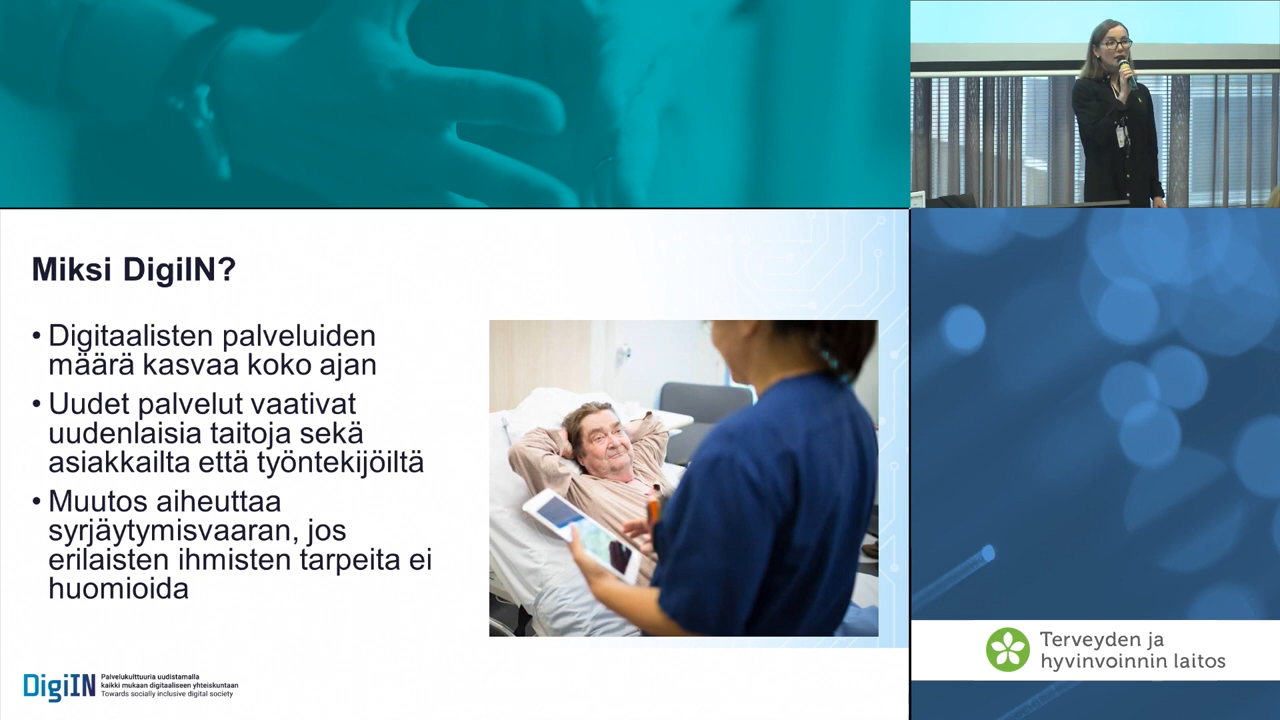 Miksi DigiIN?
• Digitaalisten palveluiden
määrä kasvaa koko ajan
• Uudet palvelut vaativat
uudenlaisia taitoja sekä
asiakkailta että työntekijöiltä
• Muutos aiheuttaa
syrjäytymisvaaran, jos
erilaisten ihmisten tarpeita ei
huomioida
DigiIN
Palvelukulttuuria uudistamalla
kaikki mukaan digitaaliseen yhteiskuntaan
Towards socially inclusive digital society
Terveyden ja
hyvinvoinnin laitos